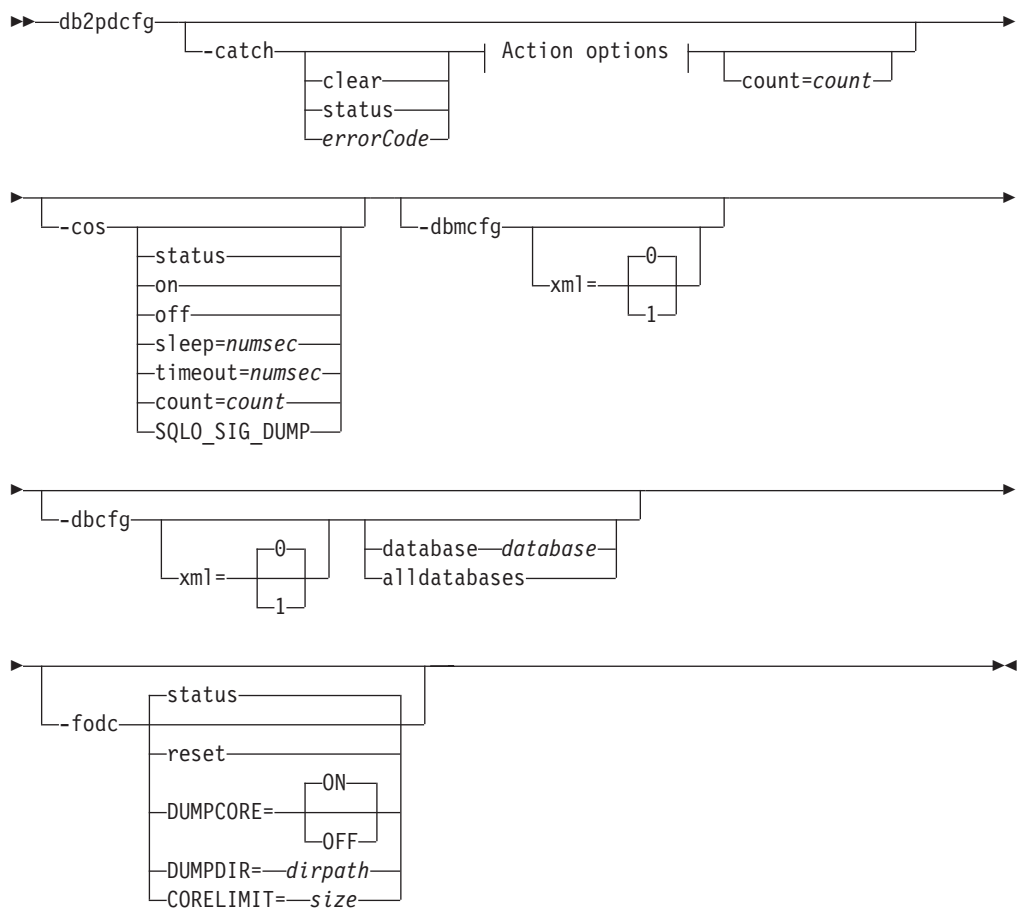 db2pdcfg
-catch
clear
status
errorCode
Action options
count=count
-cos
status
on
off
sleep=numsec
timeout=numsec
count=count
SQLO_SIG_DUMP
-dbmcfg
xml=
0
1
-dbcfg
xml=
0
1
database database
alldatabases
-fodc
status
reset
DUMPCORE=
ON
OFF
DUMPDIR= dirpath
CORELIMIT= size